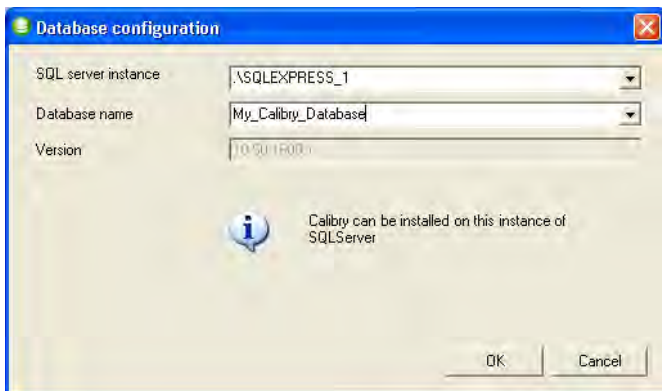 Database configuration
SQL server instance
.\SQLEXPRESS_1
Database name
My_Calibry_Database
Version
Calibry can be installed on this instance of
SQLServer
OK
Cancel